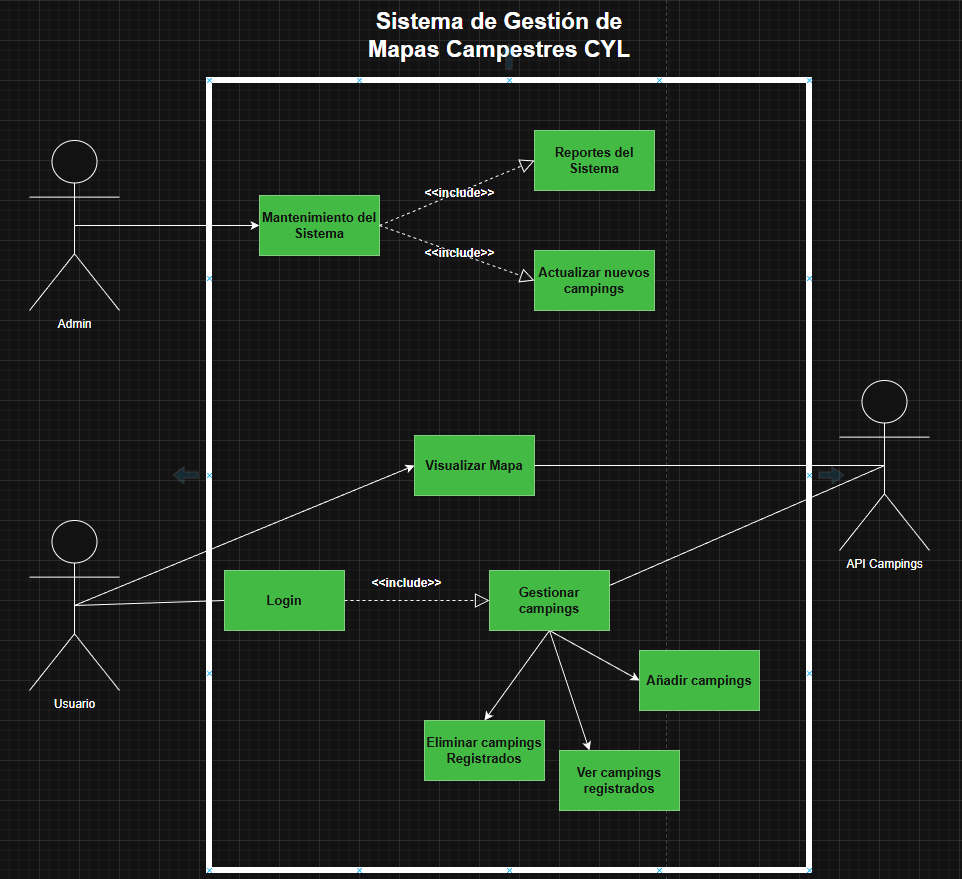 Sistema de Gestión de
Mapas Campestres CYL
Reportes del
Sistema
<<include>>
Mantenimiento del
Sistema
<<include>>
Actualizar nuevos
campings
Admin
Visualizar Mapa
API Campings
<<include>>
Login
Gestionar
campings
Añadir campings
Usuario
Eliminar campings
Registrados
Ver campings
registrados